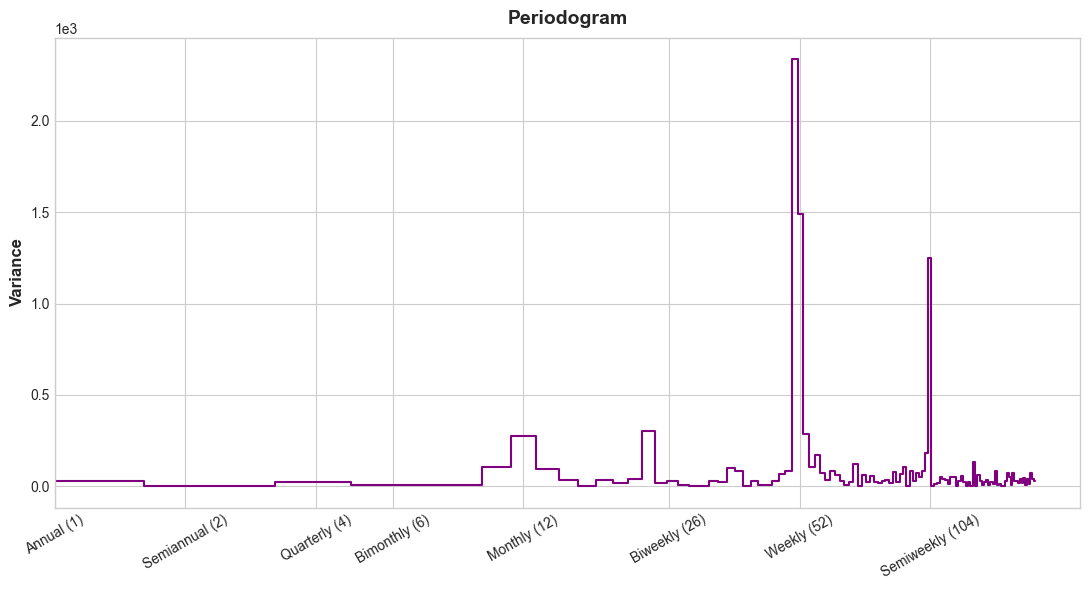 Periodogram
1e3
Variance
2.0
1.5
1.0
0.5
0.0
Annual (1)
Semiannual (2)
Quarterly (4)
Bimonthly (6)
Monthly (12)
Biweekly (26)
Weekly (52)
Semiweekly (104)